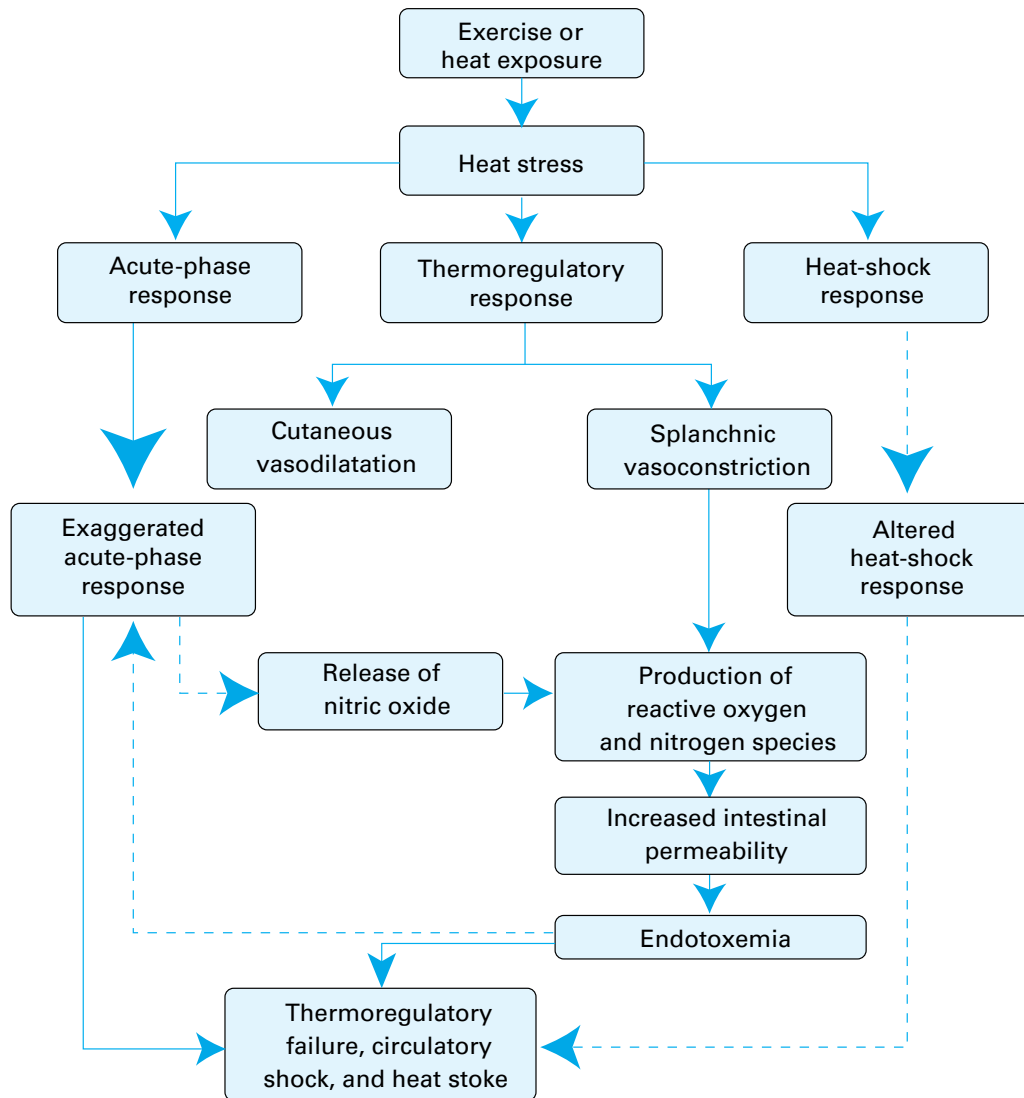 Exercise or
heat exposure
Heat stress
Acute-phase
response
Thermoregulatory
response
Heat-shock
response
Cutaneous
vasodilatation
Splanchnic
vasoconstriction
Exaggerated
acute-phase
response
Altered
heat-shock
response
Release of
nitric oxide
Production of
reactive oxygen
and nitrogen species
Increased intestinal
permeability
Endotoxemia
Thermoregulatory
failure, circulatory
shock, and heat stoke